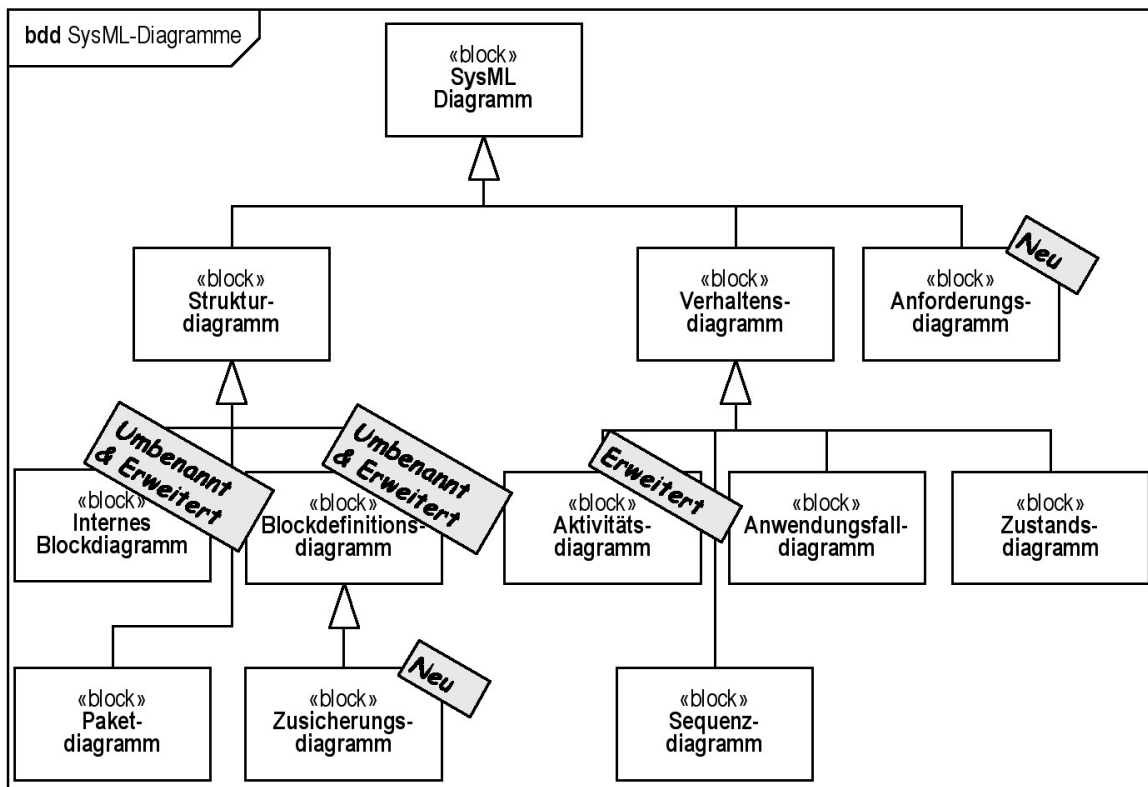 bdd SysML-Diagramme
«block»
SysML
Diagramm
«block»
Struktur-
diagramm
«block»
Verhaltens-
diagramm
«block»
Anforderungs-
diagramm
Neu
«block»
Internes
Blockdiagramm
Umbenannt
& Erweitert
«block»
Blockdefinitions-
diagramm
Umbenannt
& Erweitert
«block»
Aktivitäts-
diagramm
Erweitert
«block»
Anwendungsfall-
diagramm
«block»
Zustands-
diagramm
«block»
Paket-
diagramm
«block»
Zusicherungs-
diagramm
Neu
«block»
Sequenz-
diagramm